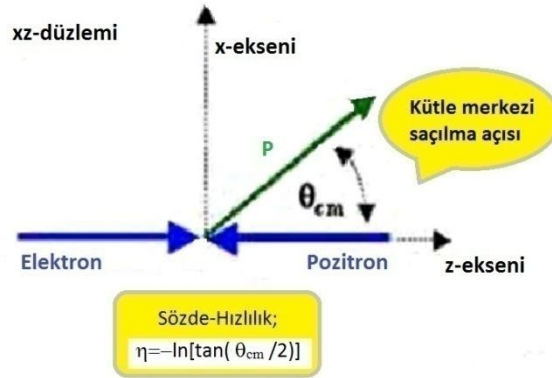 xz-düzlemi
x-ekseni
Kütle merkezi
saçılma açısı
P
θcm
Elektron
Pozitron
z-ekseni
Sözde-Hızlılık;
η=−ln[tan( θcm /2)]